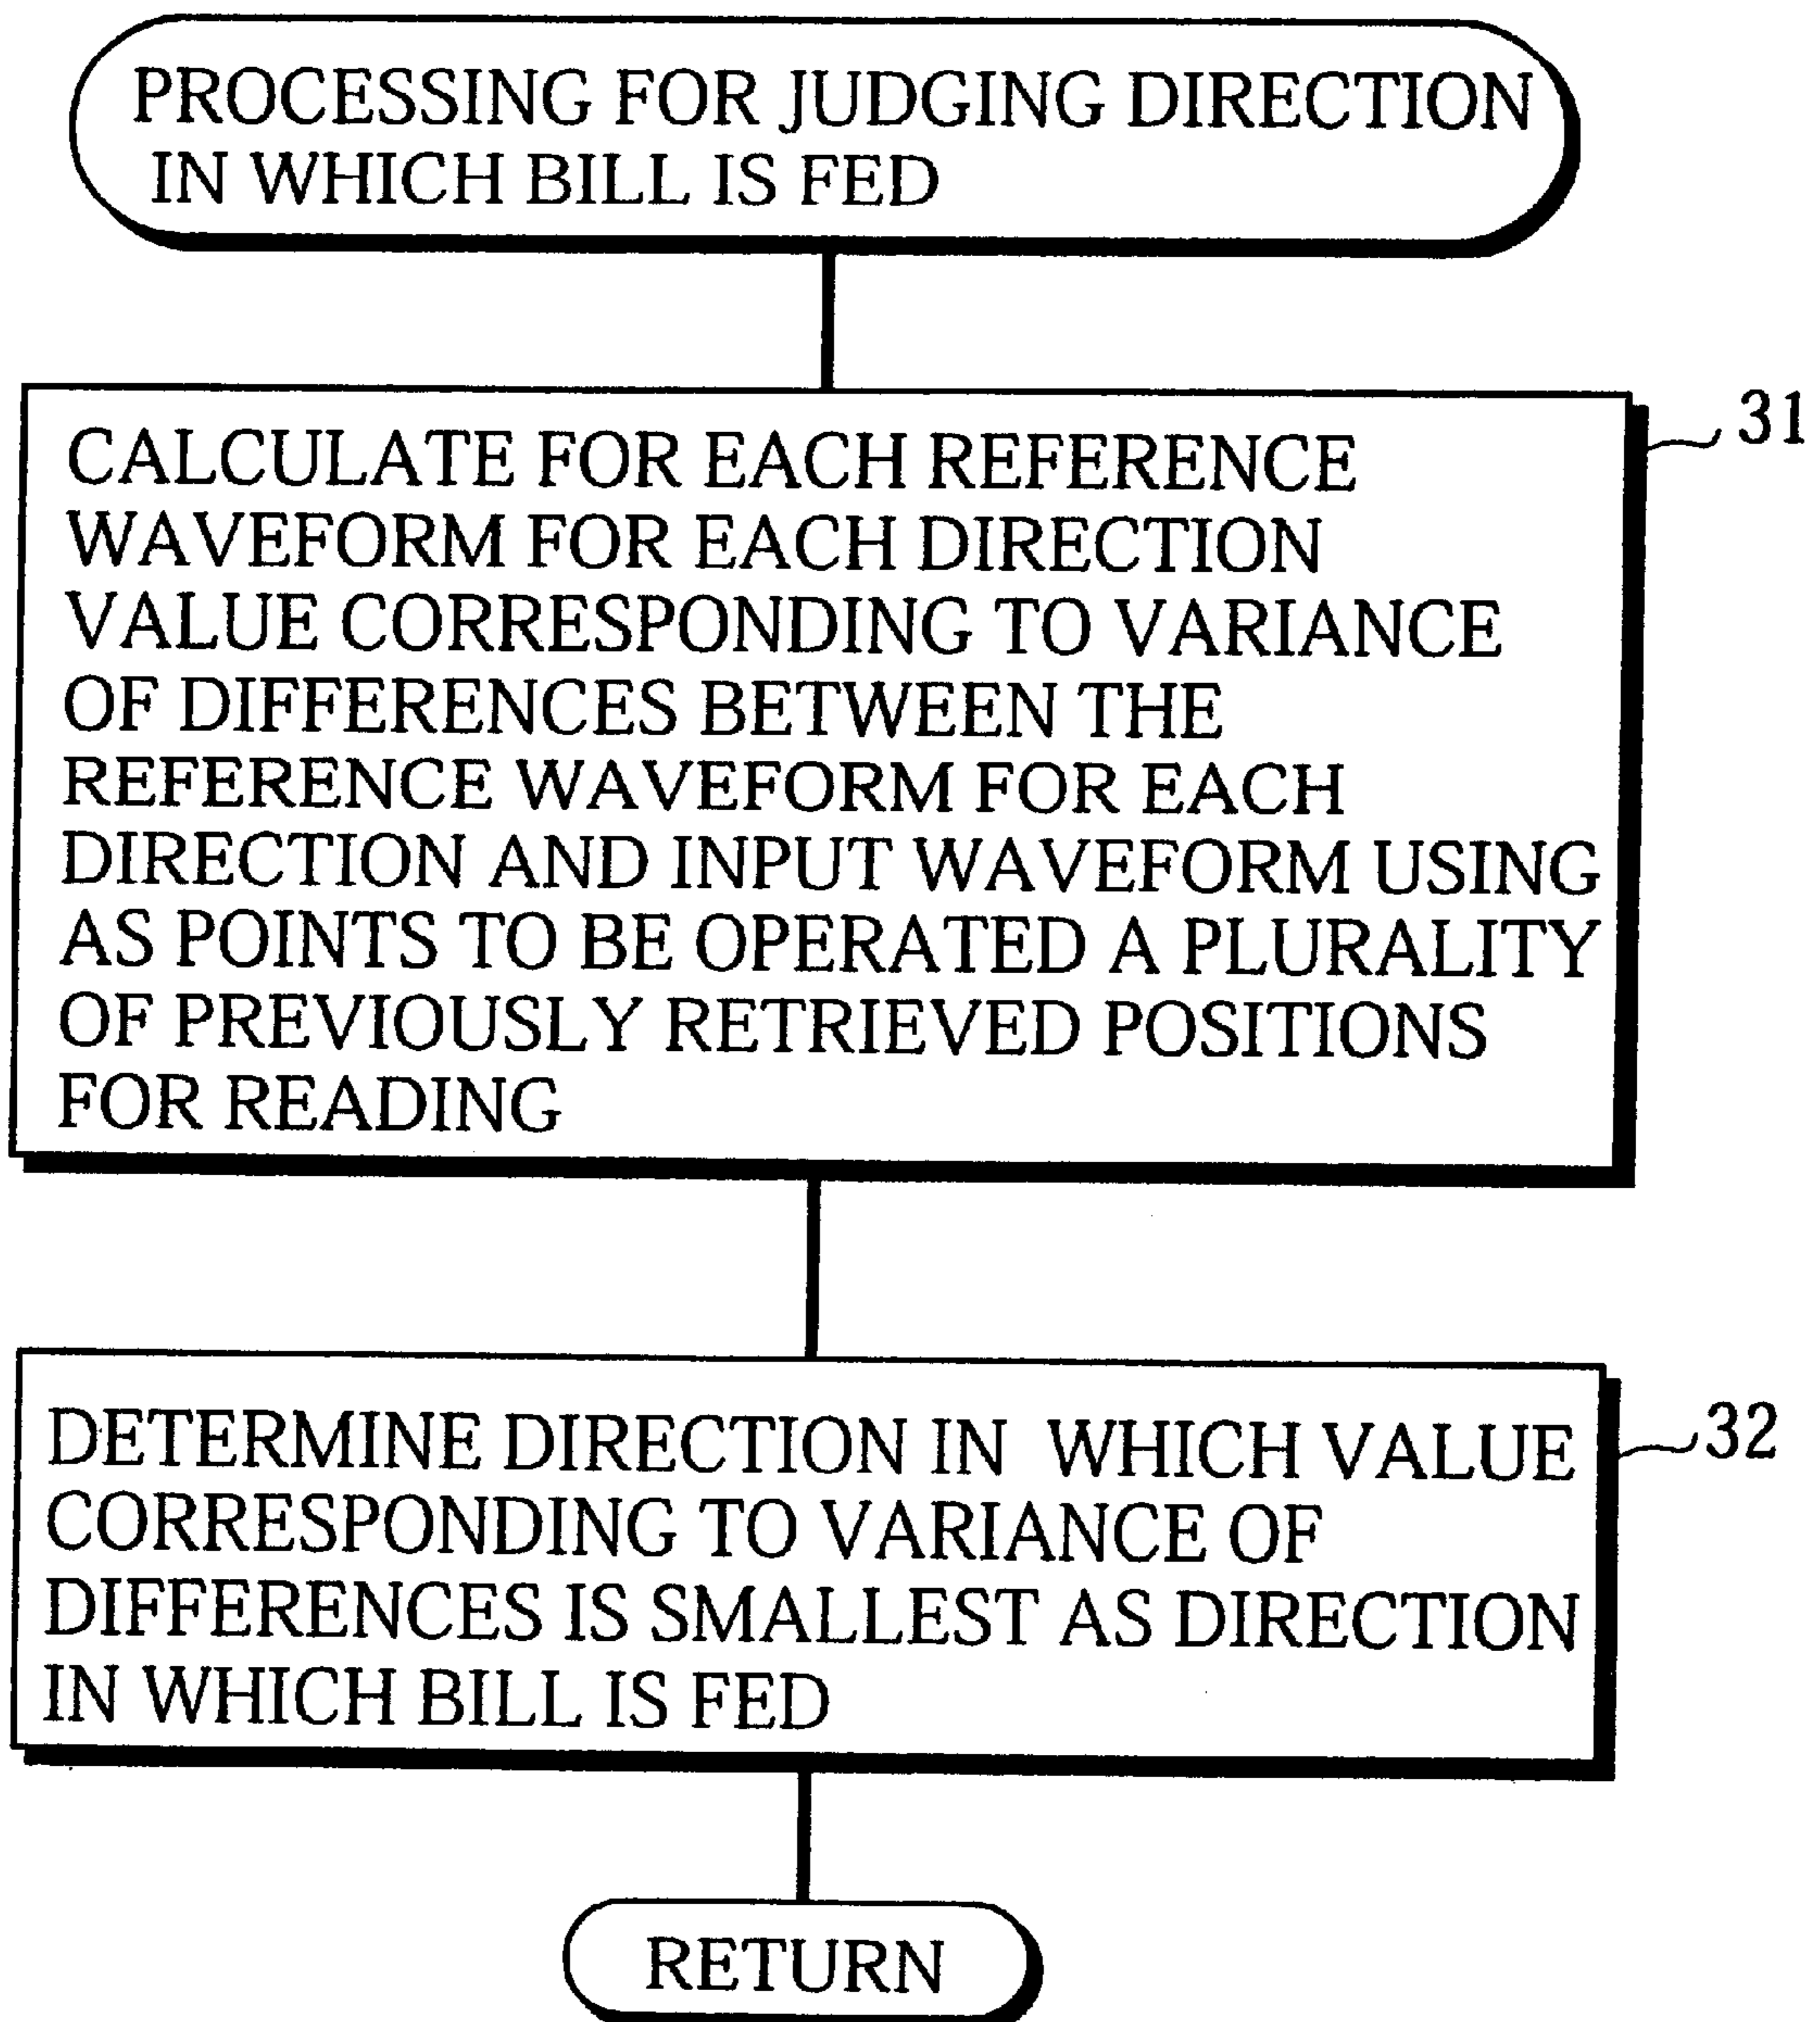 PROCESSING FOR JUDGING DIRECTION
IN WHICH BILL IS FED
31
CALCULATE FOR EACH REFERENCE
WAVEFORM FOR EACH DIRECTION
VALUE CORRESPONDING TO VARIANCE
OF DIFFERENCES BETWEEN THE
REFERENCE WAVEFORM FOR EACH
DIRECTION AND INPUT WAVEFORM USING
AS POINTS TO BE OPERATED A PLURALITY
OF PREVIOUSLY RETRIEVED POSITIONS
FOR READING
32
DETERMINE DIRECTION IN WHICH VALUE
CORRESPONDING TO VARIANCE OF
DIFFERENCES IS SMALLEST AS DIRECTION
IN WHICH BILL IS FED
RETURN